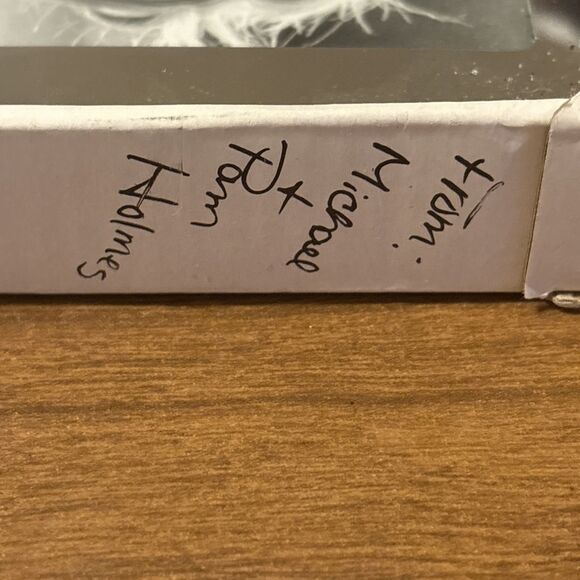 From:
Michael
+
Pam
Holmes